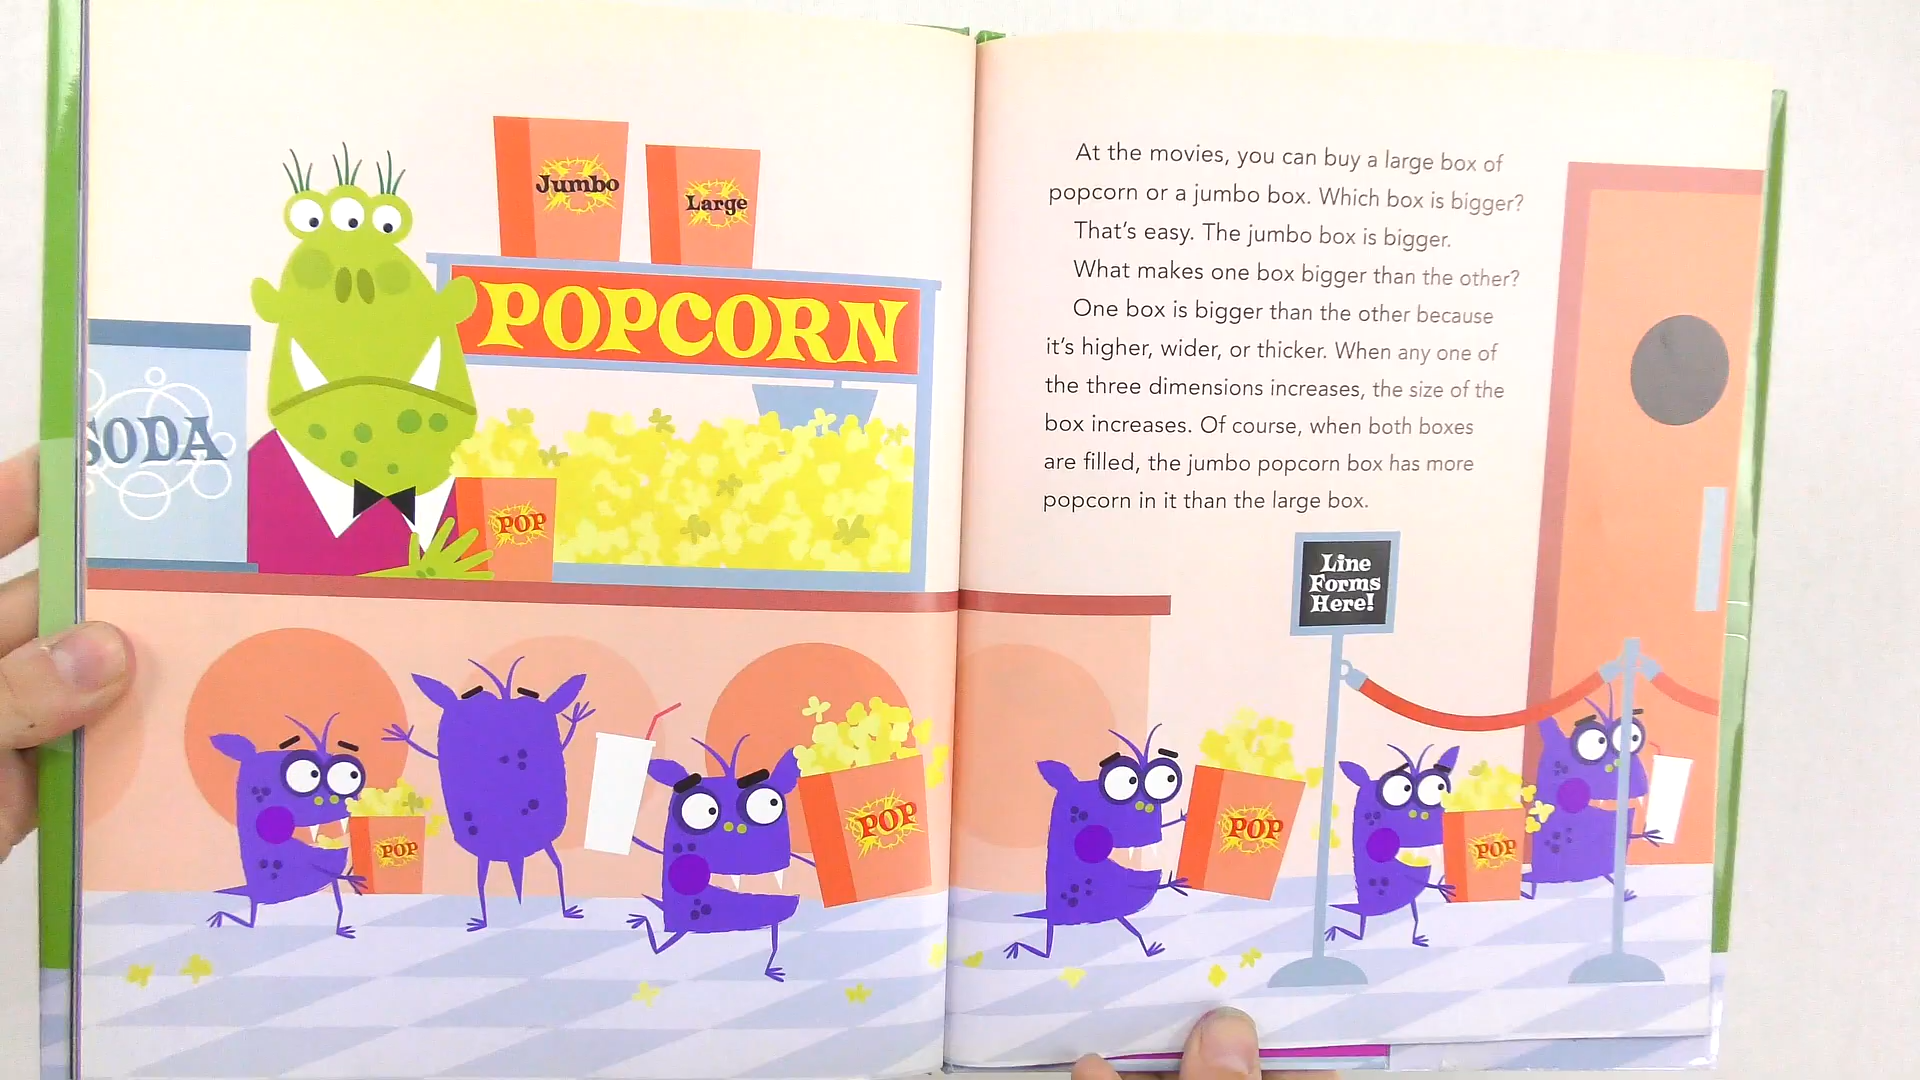 Jumbo
Large
POPCORN
SODA
POP
POP
POP
At the movies, you can buy a large box of
popcorn or a jumbo box. Which box is bigger?
That's easy. The jumbo box is bigger.
What makes one box bigger than the other?
One box is bigger than the other because
it's higher, wider, or thicker. When any one of
the three dimensions increases, the size of the
box increases. Of course, when both boxes
are filled, the jumbo popcorn box has more
popcorn in it than the large box.
Line
Forms
Here!
POP
POP